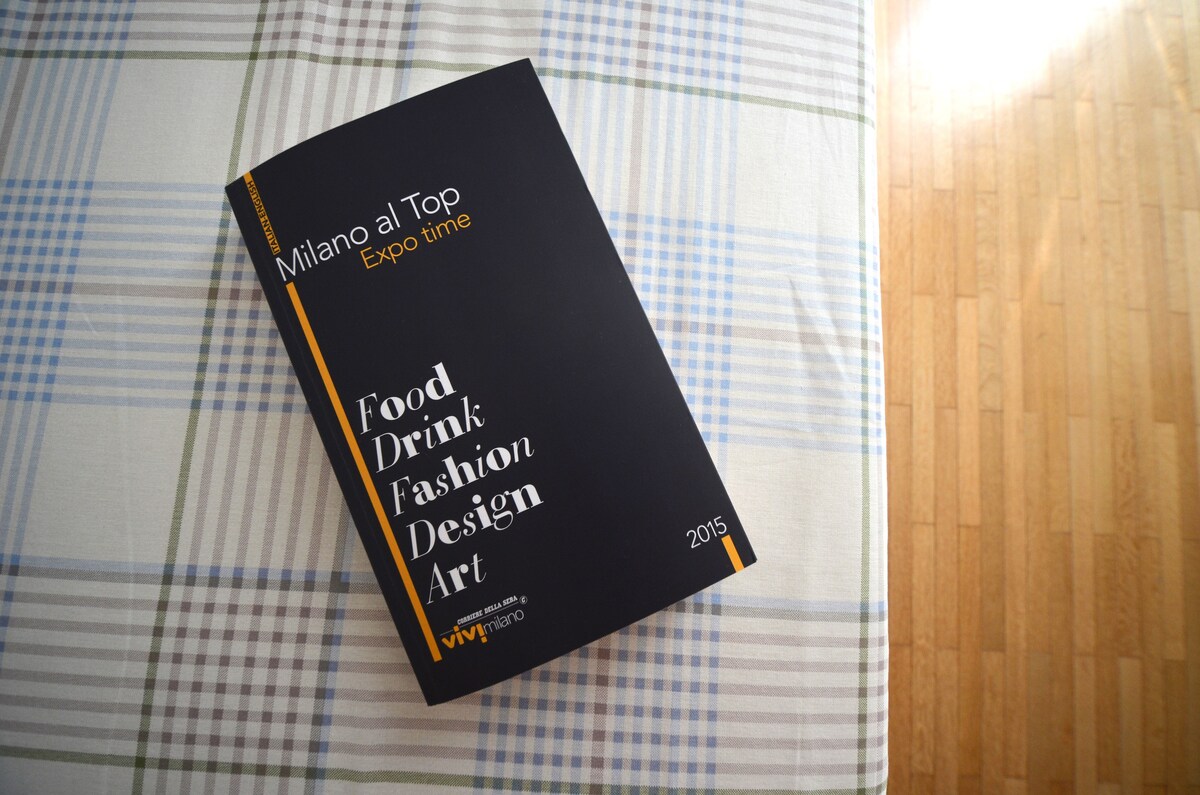 ITALIAN-ENGLISH
Milano al Top
Expo time
Food
Drink
Fashion
Design
Art
2015
CORRIERE DELLA SERA
vivimilano